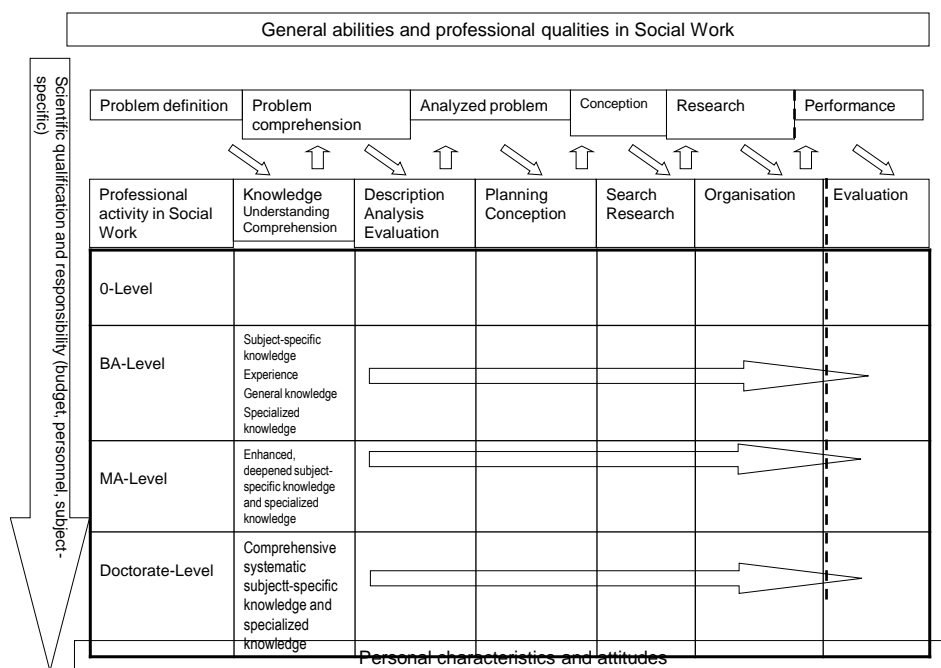 General abilities and professional qualities in Social Work
Scientific qualification and responsibility (budget, personnel, subject-
specific)
Problem definition
Problem
comprehension
Analyzed problem
Conception
Research
Performance
Professional
activity in Social
Work
Knowledge
Understanding
Comprehension
Description
Analysis
Evaluation
Planning
Conception
Search
Research
Organisation
Evaluation
0-Level
BA-Level
Subject-specific
knowledge
Experience
General knowledge
Specialized
knowledge
MA-Level
Enhanced,
deepened subject-
specific knowledge
and specialized
knowledge
Doctorate-Level
Comprehensive
systematic
subjectt-specific
knowledge and
specialized
knowledge
Personal characteristics and attitudes